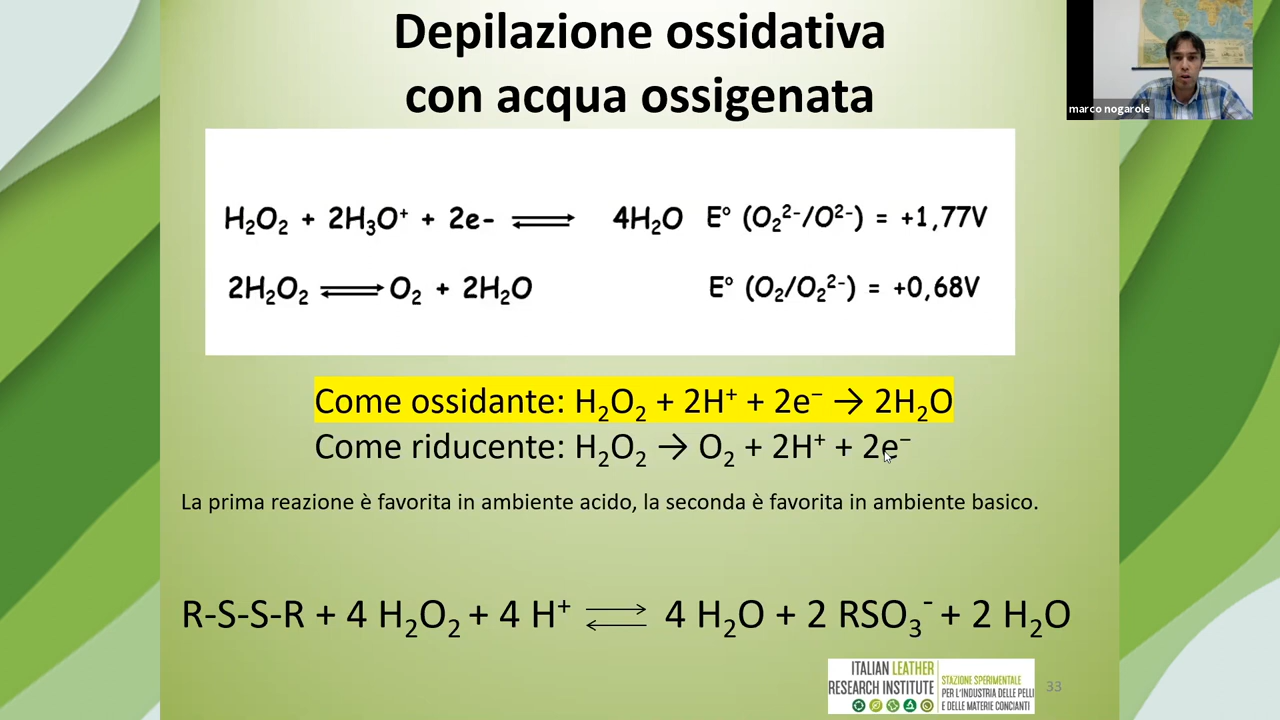 Depilazione ossidativa
con acqua ossigenata
marco nogarole
H₂O₂ + 2H₃O⁺ + 2e- ⇌ 4H₂O E° (O₂²⁻/O²⁻) = +1,77V
2H₂O₂ ⇌ O₂ + 2H₂O E° (O₂/O₂²⁻) = +0,68V
Come ossidante: H₂O₂ + 2H⁺ + 2e⁻ → 2H₂O
Come riducente: H₂O₂ → O₂ + 2H⁺ + 2e⁻
La prima reazione è favorita in ambiente acido, la seconda è favorita in ambiente basico.
R-S-S-R + 4 H₂O₂ + 4 H⁺ ⇌ 4 H₂O + 2 RSO₃⁻ + 2 H₂O
ITALIAN LEATHER
RESEARCH INSTITUTE
STAZIONE SPERIMENTALE
PER L'INDUSTRIA DELLE PELLI
E DELLE MATERIE CONCIANTI
33